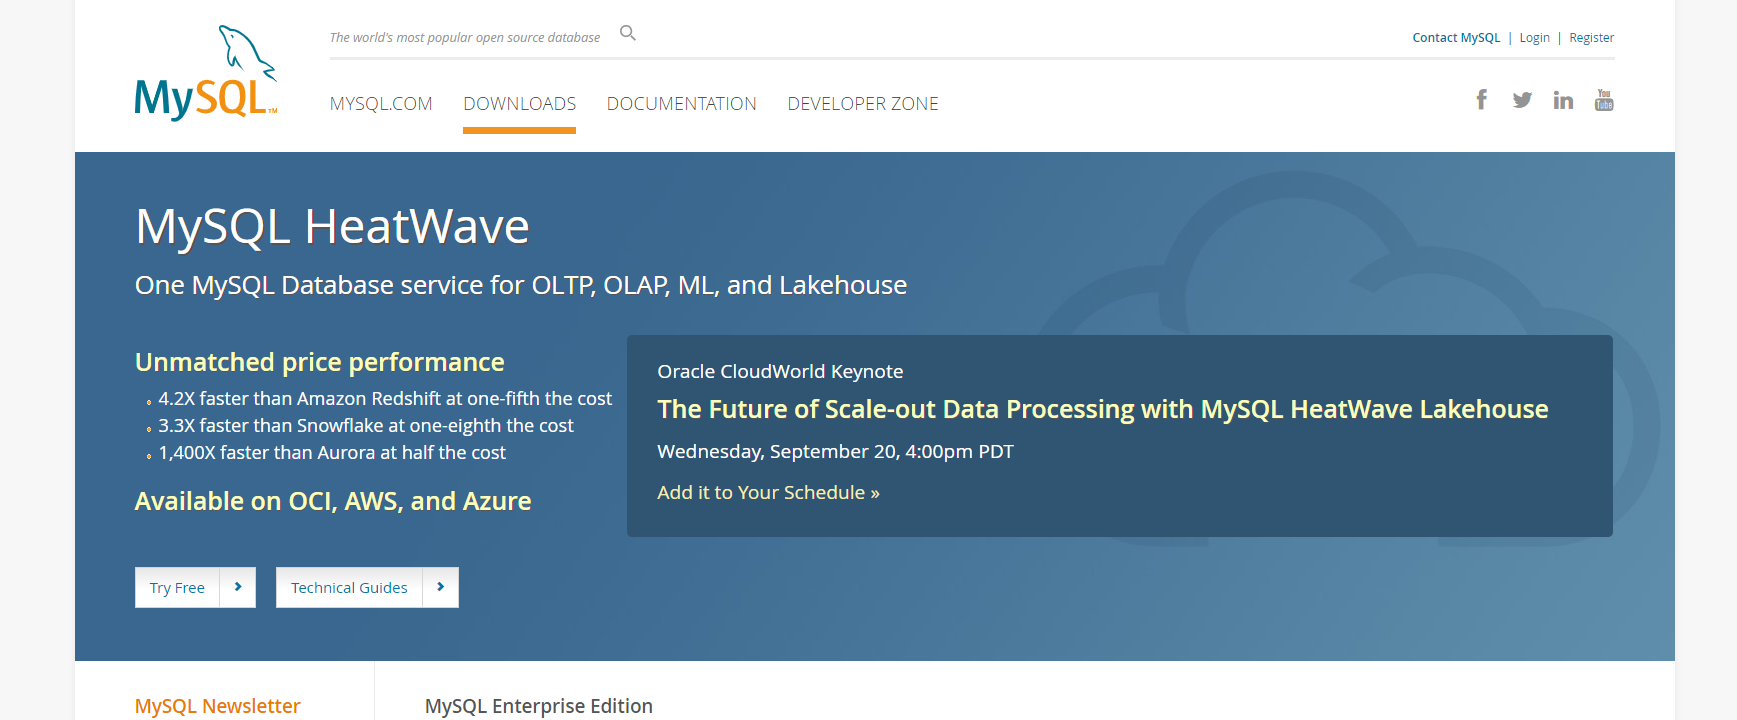 The world's most popular open source database
Contact MySQL | Login | Register
MySQL™
MYSQL.COM DOWNLOADS DOCUMENTATION DEVELOPER ZONE
You Tube
MySQL HeatWave
One MySQL Database service for OLTP, OLAP, ML, and Lakehouse
Unmatched price performance
4.2X faster than Amazon Redshift at one-fifth the cost
3.3X faster than Snowflake at one-eighth the cost
1,400X faster than Aurora at half the cost
Available on OCI, AWS, and Azure
Oracle CloudWorld Keynote
The Future of Scale-out Data Processing with MySQL HeatWave Lakehouse
Wednesday, September 20, 4:00pm PDT
Add it to Your Schedule »
Try Free
Technical Guides
MySQL Newsletter
MySQL Enterprise Edition